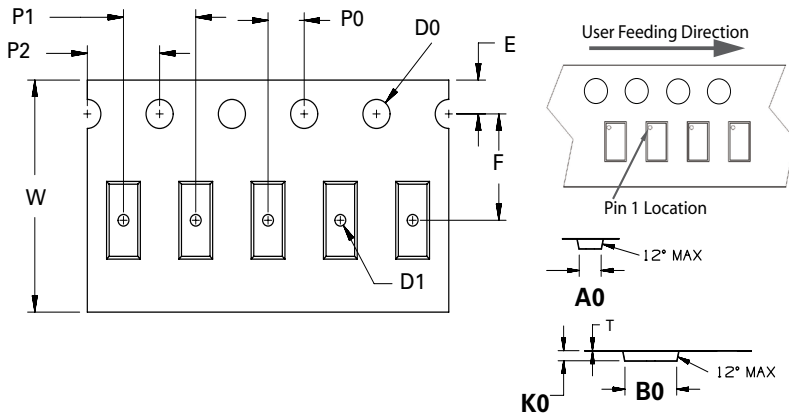 P1
P0
D0
P2
E
User Feeding Direction
W
F
D1
Pin 1 Location
12° MAX
A0
T
12° MAX
K0
B0